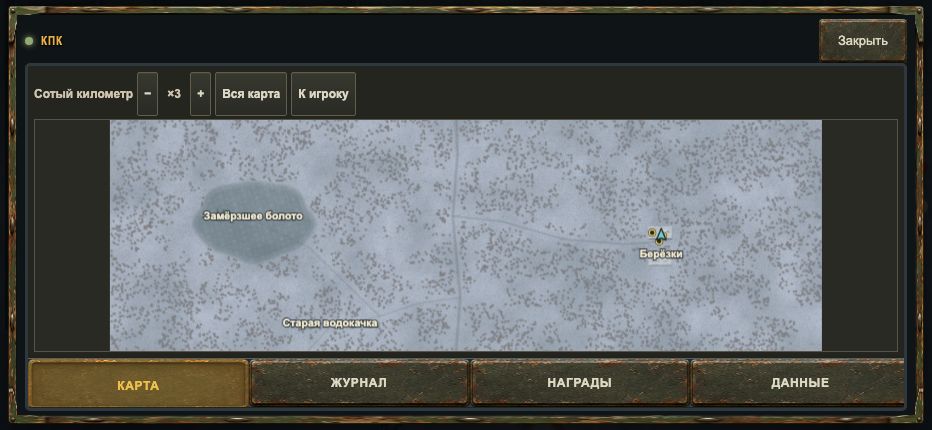 КПК
Закрыть
Сотый километр − ×3 + Вся карта К игроку
Замёрзшее болото
Берёзки
Старая водокачка
КАРТА ЖУРНАЛ НАГРАДЫ ДАННЫЕ